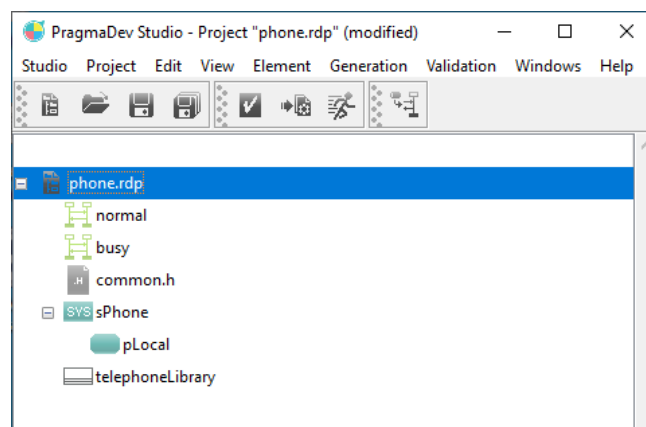 PragmaDev Studio - Project "phone.rdp" (modified)
Studio Project Edit View Element Generation Validation Windows Help
phone.rdp
normal
busy
.H common.h
SYS sPhone
pLocal
telephoneLibrary